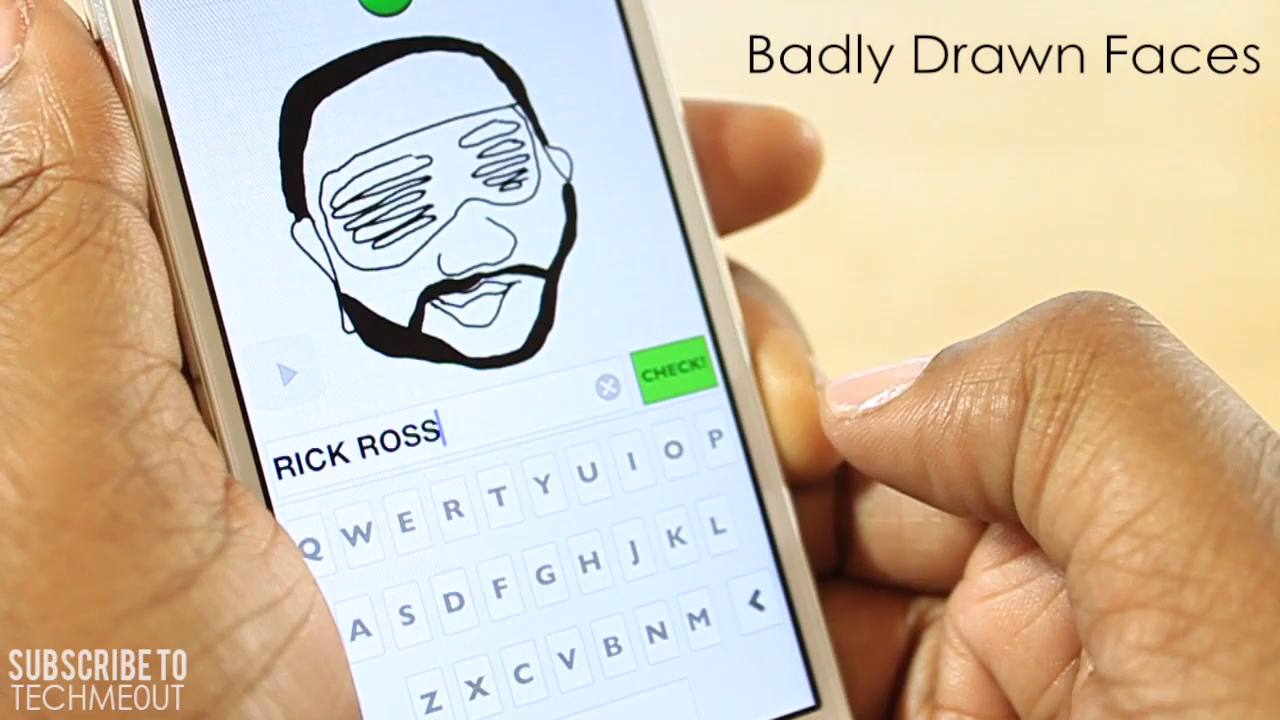 Badly Drawn Faces
CHECK!
RICK ROSS
Q W E R T Y U I O P
A S D F G H J K L
Z X C V B N M <
SUBSCRIBE TO
TECHMEOUT